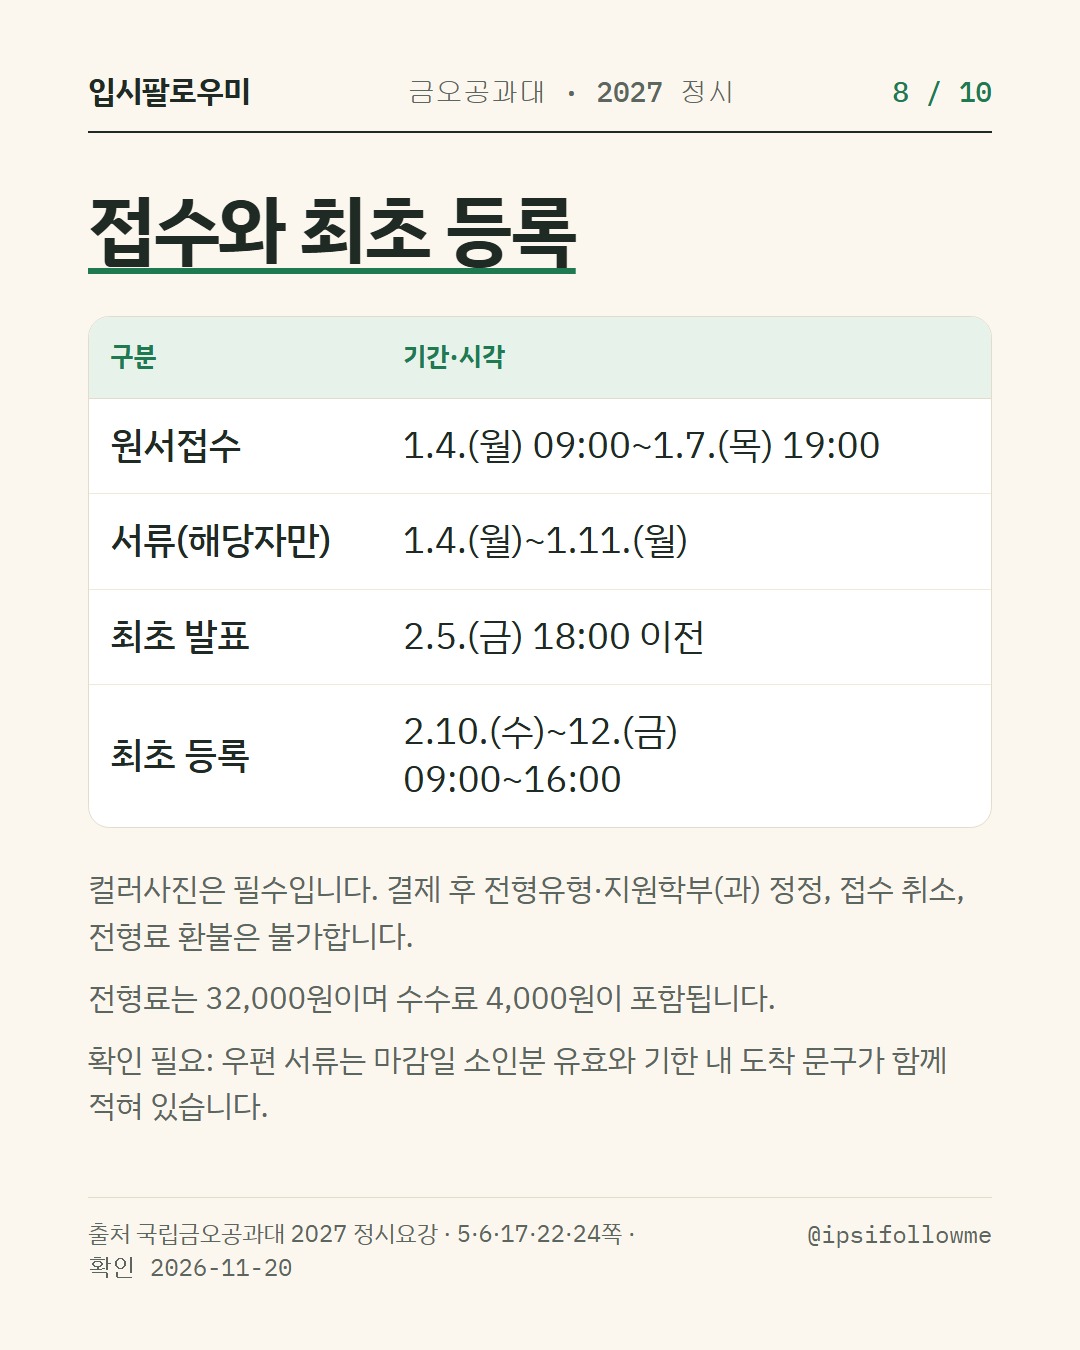 입시팔로우미
금오공과대 · 2027 정시
8 / 10
접수와 최초 등록
구분 기간·시각
원서접수 1.4.(월) 09:00~1.7.(목) 19:00
서류(해당자만) 1.4.(월)~1.11.(월)
최초 발표 2.5.(금) 18:00 이전
최초 등록 2.10.(수)~12.(금)
09:00~16:00
컬러사진은 필수입니다. 결제 후 전형유형·지원학부(과) 정정, 접수 취소,
전형료 환불은 불가합니다.
전형료는 32,000원이며 수수료 4,000원이 포함됩니다.
확인 필요: 우편 서류는 마감일 소인분 유효와 기한 내 도착 문구가 함께
적혀 있습니다.
출처 국립금오공과대 2027 정시요강 · 5·6·17·22·24쪽 ·
확인 2026-11-20
@ipsifollowme